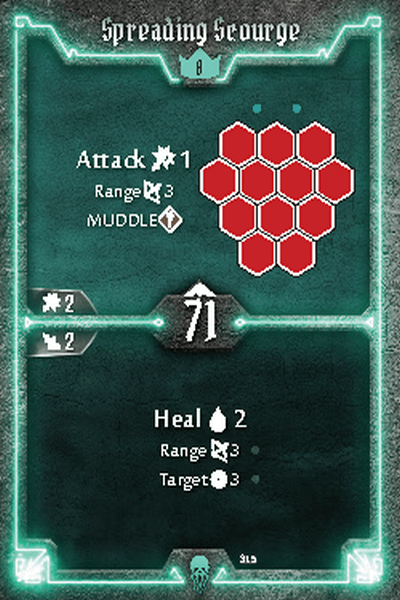 Spreading Scourge
8
Attack 1
Range 3
MUDDLE
2
71
2
Heal 2
Range 3
Target 3
315